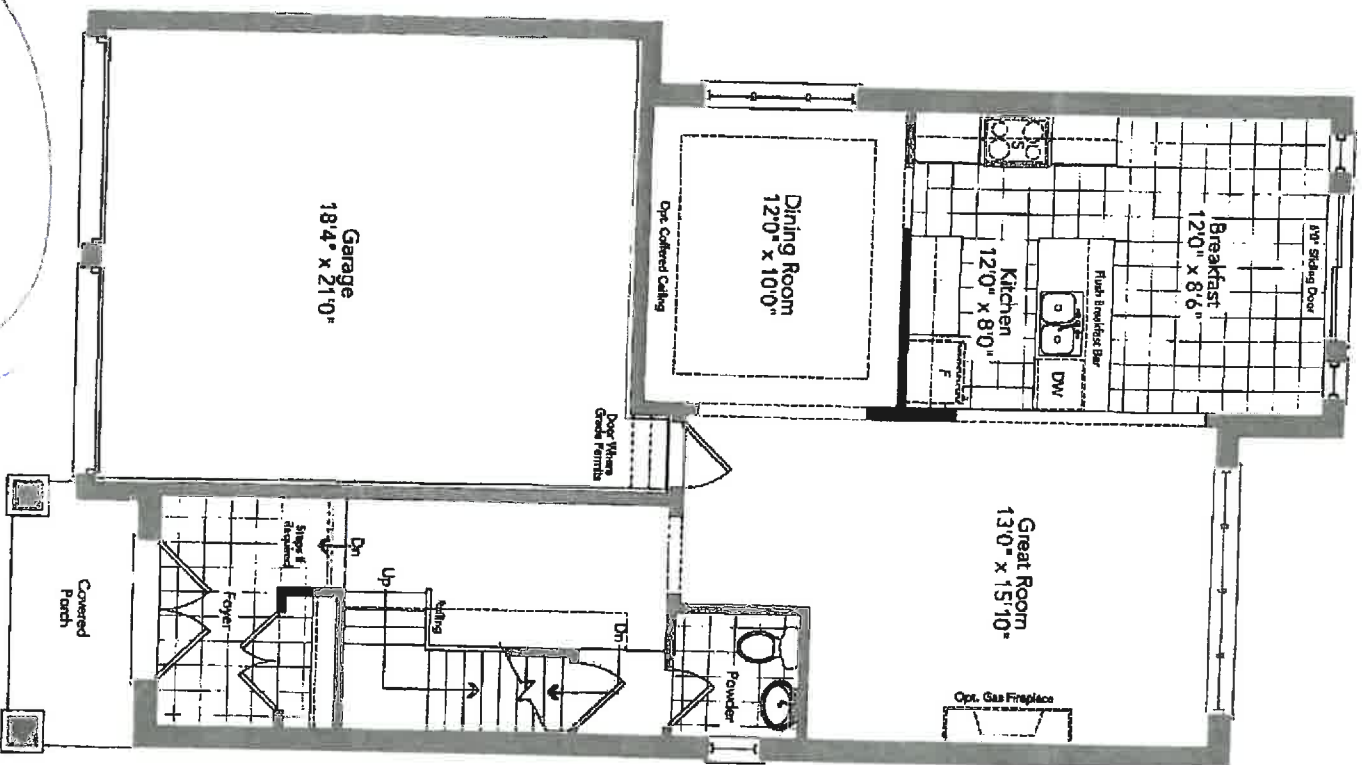 6'0" Sliding Door
Breakfast
12'0" x 8'6"
Flush Breakfast Bar
DW
Kitchen
12'0" x 8'0"
F
S
Dining Room
12'0" x 10'0"
Opt. Coffered Ceiling
Great Room
13'0" x 15'10"
Opt. Gas Fireplace
Powder
Garage
18'4" x 21'0"
Door Where
Grade Permits
Dn
Railing
Up
Dn
Steps if
Required
Foyer
Covered
Porch